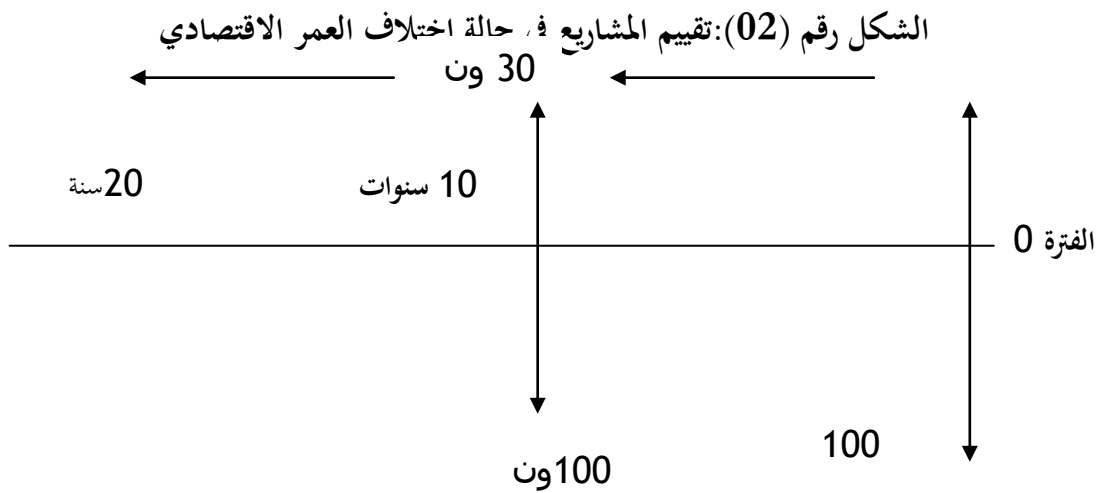 الشكل رقم (02):تقييم المشاريع في حالة اختلاف العمر الاقتصادي
30 ون
10 سنوات
20سنة
الفترة 0
100
100ون